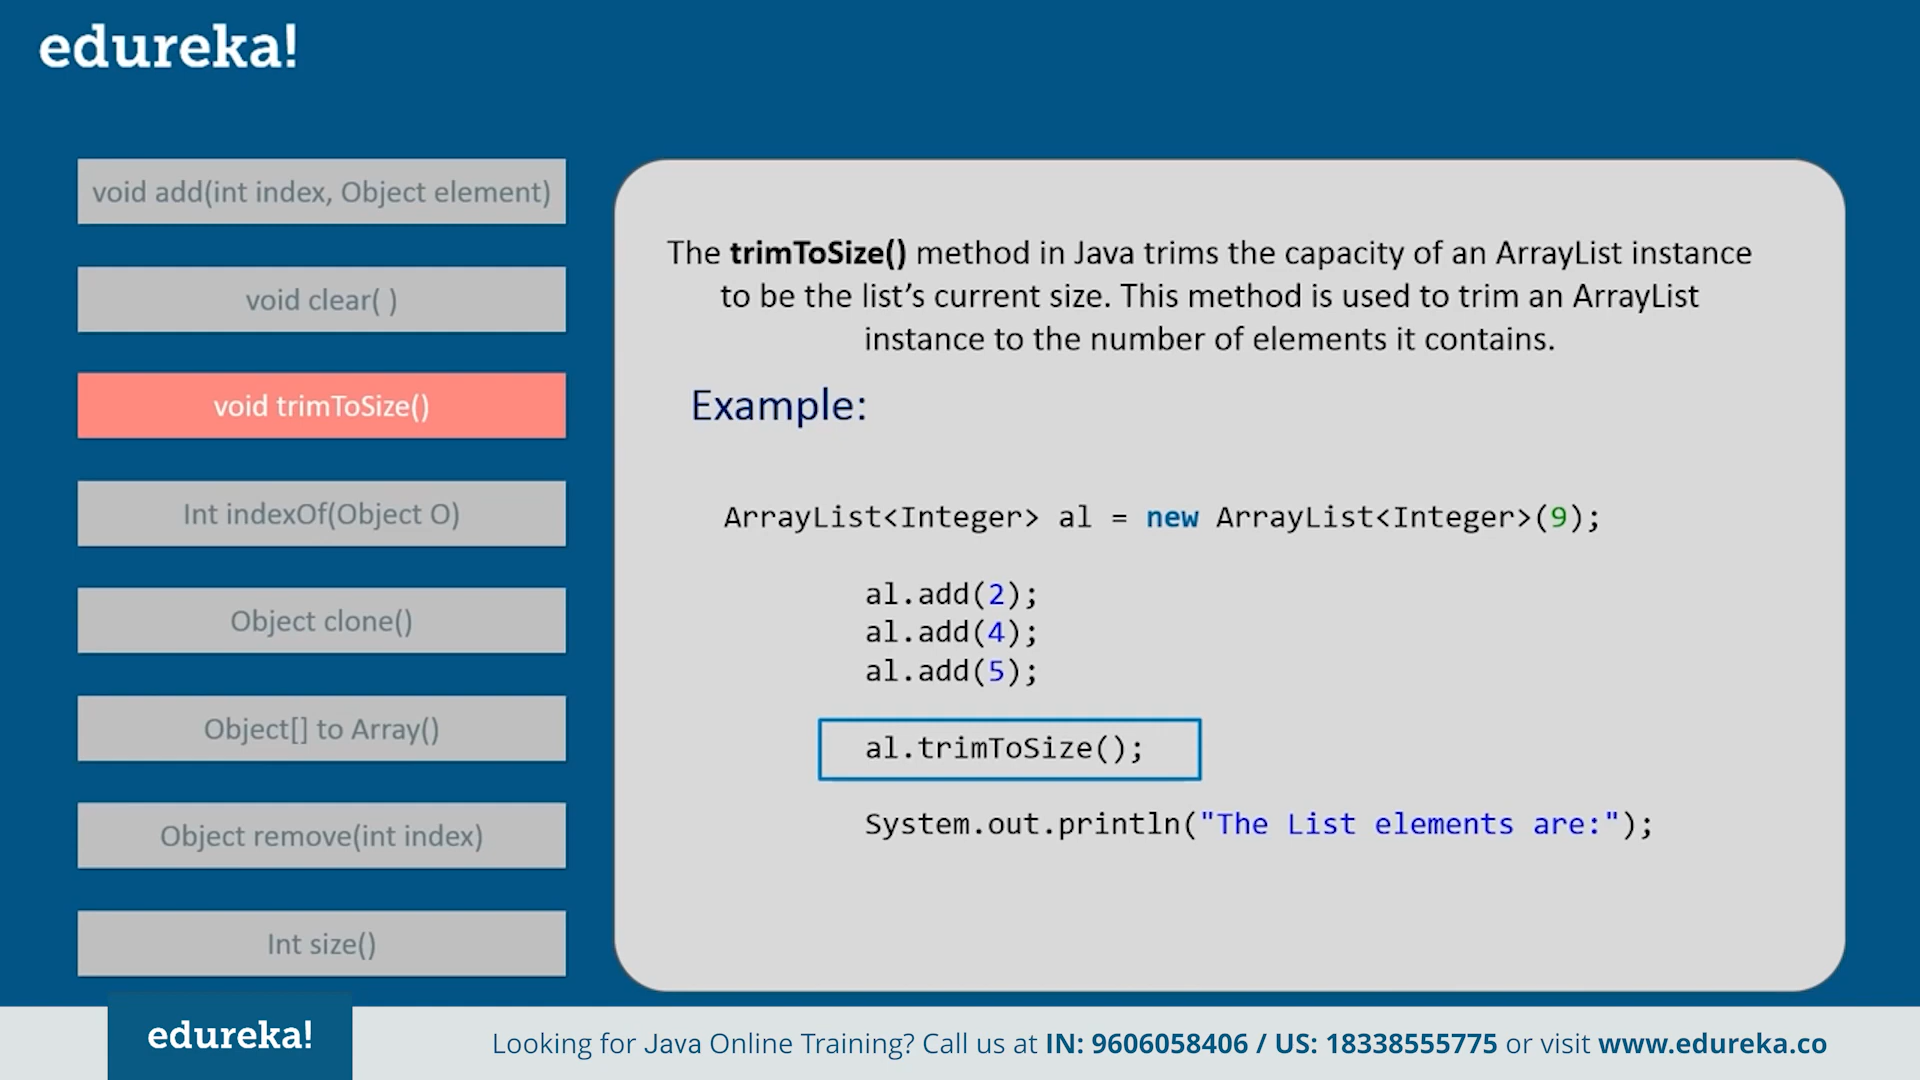 edureka!
void add(int index, Object element)
void clear( )
void trimToSize()
Int indexOf(Object O)
Object clone()
Object[] to Array()
Object remove(int index)
Int size()
The trimToSize() method in Java trims the capacity of an ArrayList instance
to be the list’s current size. This method is used to trim an ArrayList
instance to the number of elements it contains.
Example:
ArrayList<Integer> al = new ArrayList<Integer>(9);
al.add(2);
al.add(4);
al.add(5);
al.trimToSize();
System.out.println("The List elements are:");
edureka!
Looking for Java Online Training? Call us at IN: 9606058406 / US: 18338555775 or visit www.edureka.co